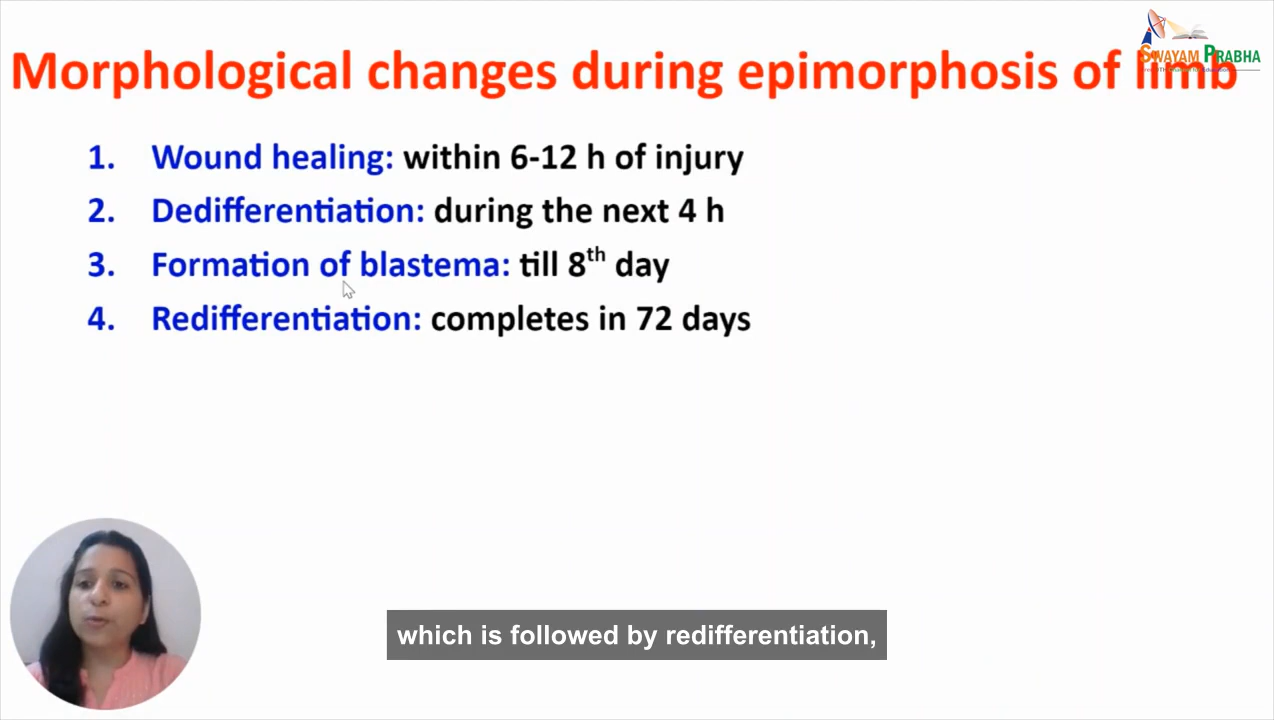 SWAYAM PRABHA
Morphological changes during epimorphosis of limb
1. Wound healing: within 6-12 h of injury
2. Dedifferentiation: during the next 4 h
3. Formation of blastema: till 8th day
4. Redifferentiation: completes in 72 days
which is followed by redifferentiation,